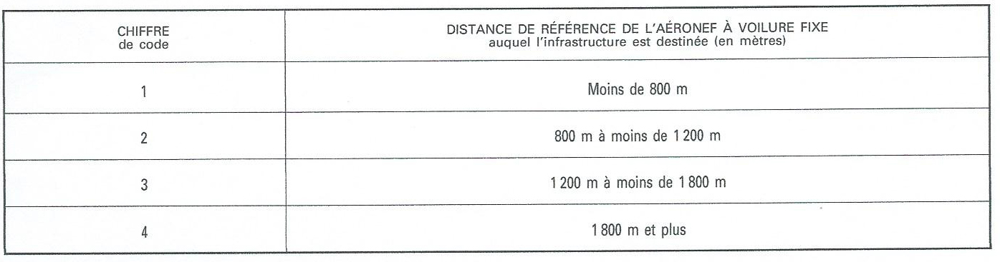 CHIFFRE
de code
DISTANCE DE RÉFÉRENCE DE L'AÉRONEF À VOILURE FIXE
auquel l'infrastructure est destinée (en mètres)
1
Moins de 800 m
2
800 m à moins de 1 200 m
3
1 200 m à moins de 1 800 m
4
1 800 m et plus